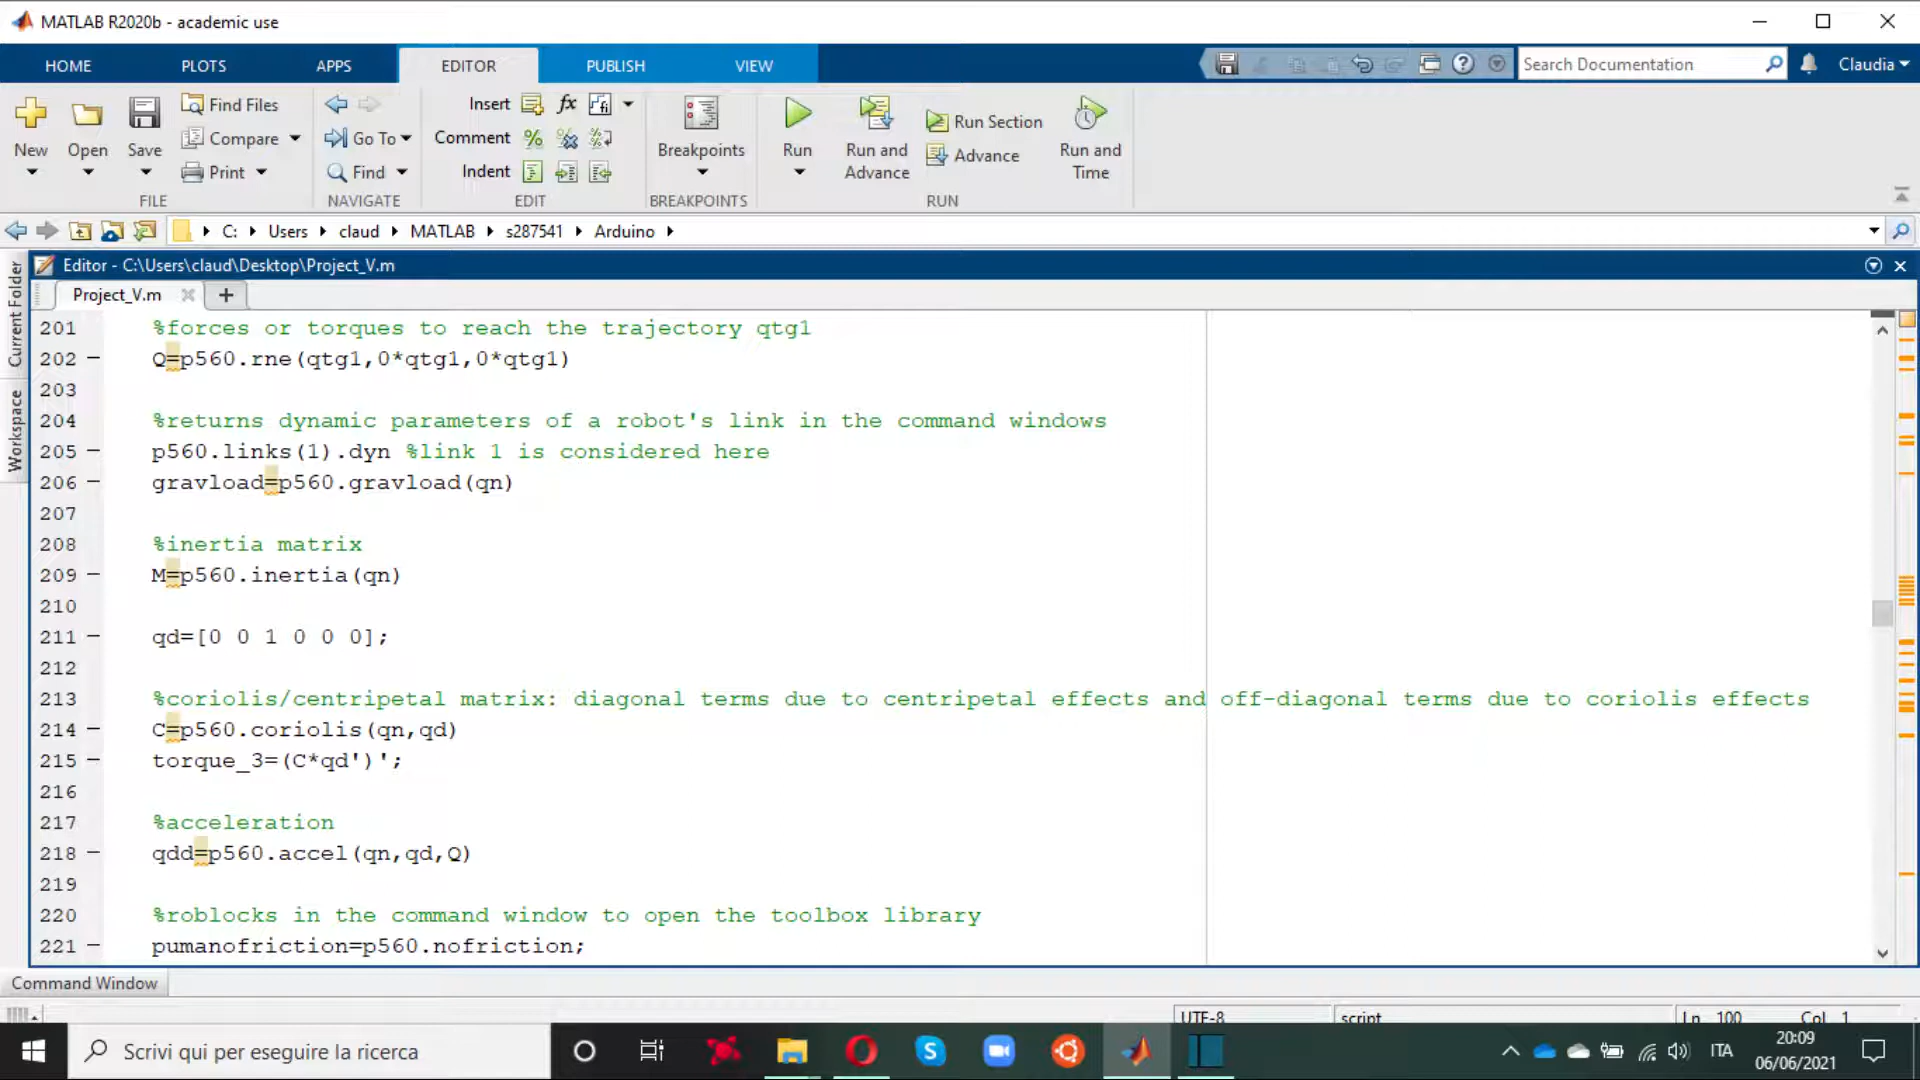 MATLAB R2020b - academic use
HOME PLOTS APPS EDITOR PUBLISH VIEW Search Documentation Claudia
New Open Save Find Files Compare Print Go To Find Insert fx Comment Indent Breakpoints Run Run and Advance Run Section Advance Run and Time
FILE NAVIGATE EDIT BREAKPOINTS RUN
C: Users claud MATLAB s287541 Arduino
Current Folder
Workspace
Editor - C:\Users\claud\Desktop\Project_V.m
Project_V.m
201 %forces or torques to reach the trajectory qtg1
202 – Q=p560.rne(qtg1,0*qtg1,0*qtg1)
203
204 %returns dynamic parameters of a robot's link in the command windows
205 – p560.links(1).dyn %link 1 is considered here
206 – gravload=p560.gravload(qn)
207
208 %inertia matrix
209 – M=p560.inertia(qn)
210
211 – qd=[0 0 1 0 0 0];
212
213 %coriolis/centripetal matrix: diagonal terms due to centripetal effects and off-diagonal terms due to coriolis effects
214 – C=p560.coriolis(qn,qd)
215 – torque_3=(C*qd')';
216
217 %acceleration
218 – qdd=p560.accel(qn,qd,Q)
219
220 %roblocks in the command window to open the toolbox library
221 – pumanofriction=p560.nofriction;
Command Window
UTF-8 script Ln 100 Col 1
Scrivi qui per eseguire la ricerca
ITA
20:09
06/06/2021